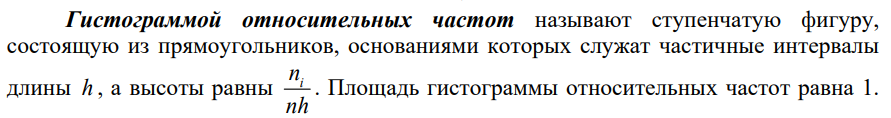 Гистограммой относительных частот называют ступенчатую фигуру,
состоящую из прямоугольников, основаниями которых служат частичные интервалы
длины h, а высоты равны n_i/nh. Площадь гистограммы относительных частот равна 1.